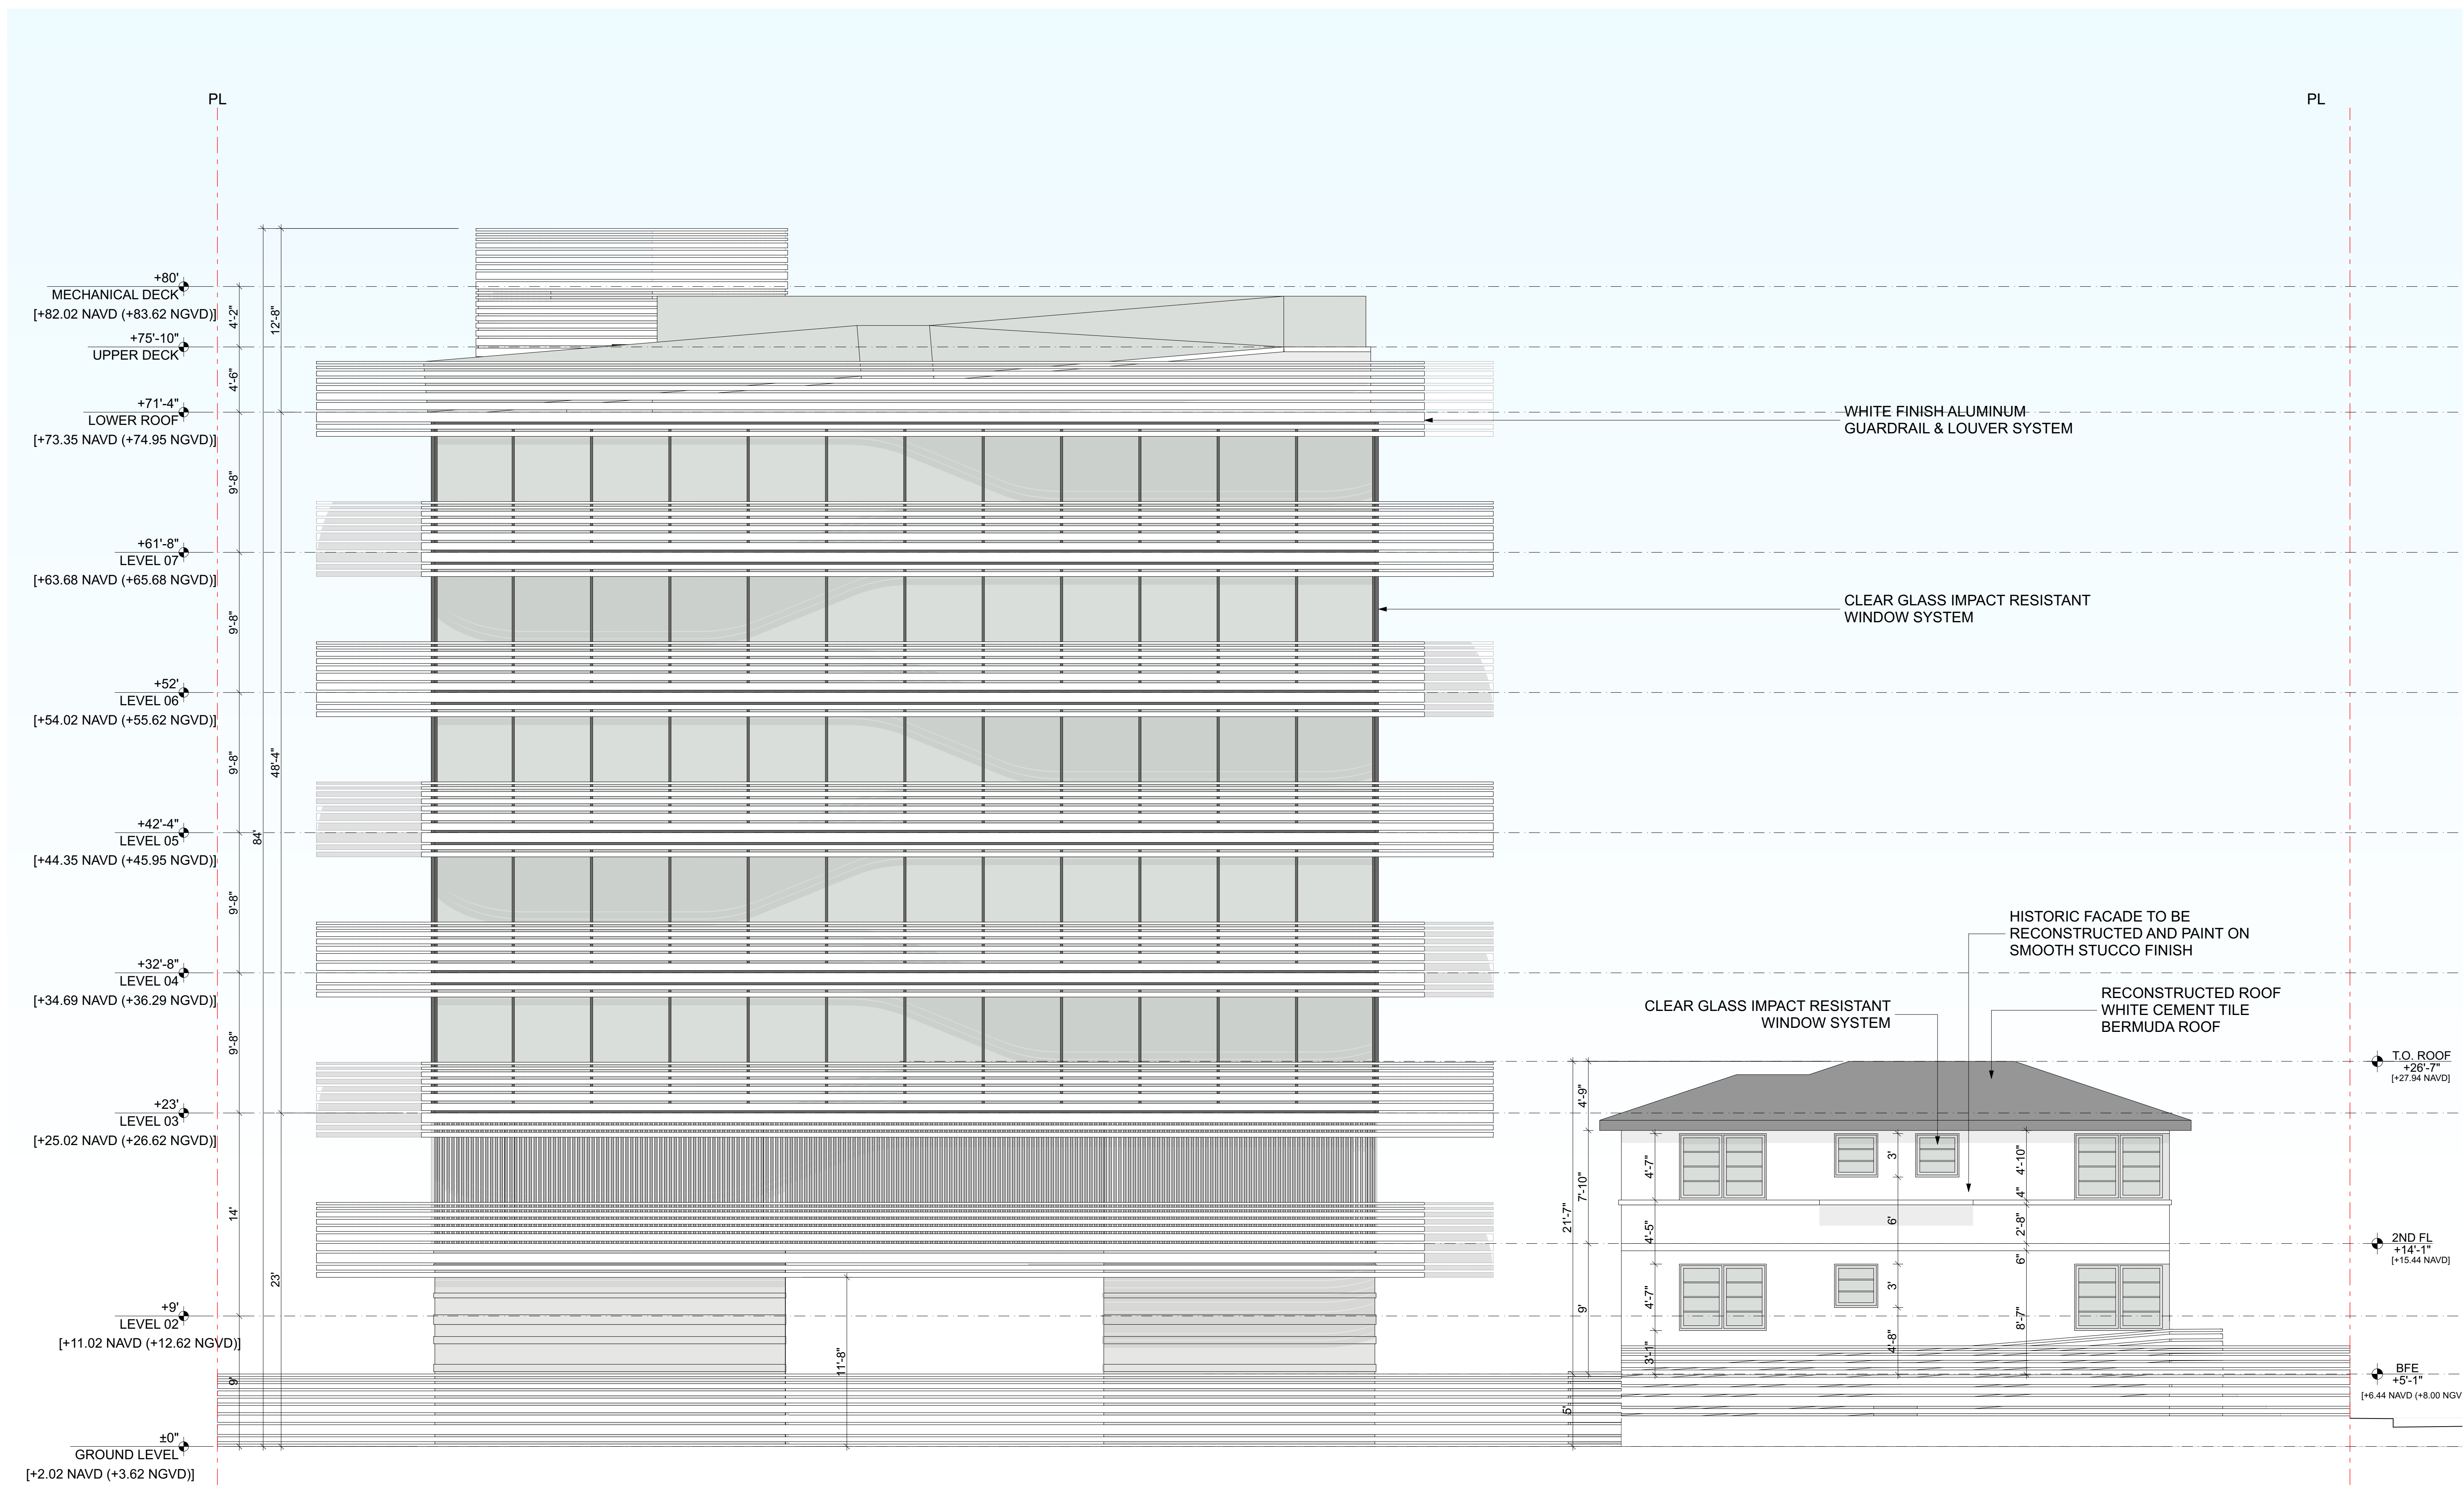 PL
PL
+80'
MECHANICAL DECK
[+82.02 NAVD (+83.62 NGVD)]
+75'-10"
UPPER DECK
+71'-4"
LOWER ROOF
[+73.35 NAVD (+74.95 NGVD)]
+61'-8"
LEVEL 07
[+63.68 NAVD (+65.68 NGVD)]
+52'
LEVEL 06
[+54.02 NAVD (+55.62 NGVD)]
+42'-4"
LEVEL 05
[+44.35 NAVD (+45.95 NGVD)]
+32'-8"
LEVEL 04
[+34.69 NAVD (+36.29 NGVD)]
+23'
LEVEL 03
[+25.02 NAVD (+26.62 NGVD)]
+9'
LEVEL 02
[+11.02 NAVD (+12.62 NGVD)]
±0"
GROUND LEVEL
[+2.02 NAVD (+3.62 NGVD)]
4'-2"
4'-6"
9'-8"
9'-8"
9'-8"
9'-8"
9'-8"
14'
9'
84'
12'-8"
48'-4"
23'
11'-8"
WHITE FINISH ALUMINUM
GUARDRAIL & LOUVER SYSTEM
CLEAR GLASS IMPACT RESISTANT
WINDOW SYSTEM
HISTORIC FACADE TO BE
RECONSTRUCTED AND PAINT ON
SMOOTH STUCCO FINISH
CLEAR GLASS IMPACT RESISTANT
WINDOW SYSTEM
RECONSTRUCTED ROOF
WHITE CEMENT TILE
BERMUDA ROOF
21'-7"
5'
4'-9"
7'-10"
9'
4'-7"
4'-5"
4'-7"
3'-1"
3'
6'
3'
4'-8"
4'-10"
4"
2'-8"
6"
8'-7"
T.O. ROOF
+26'-7"
[+27.94 NAVD]
2ND FL
+14'-1"
[+15.44 NAVD]
BFE
+5'-1"
[+6.44 NAVD (+8.00 NGV